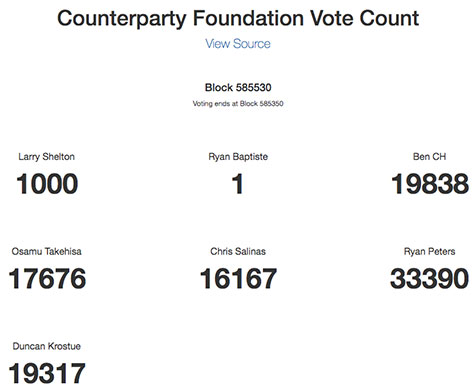 Counterparty Foundation Vote Count
View Source
Block 585530
Voting ends at Block 585350
Larry Shelton Ryan Baptiste Ben CH
1000 1 19838
Osamu Takehisa Chris Salinas Ryan Peters
17676 16167 33390
Duncan Krostue
19317